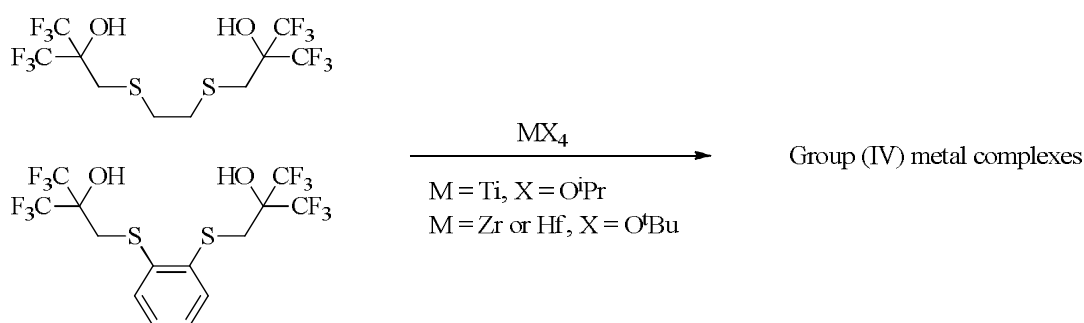 F₃C OH HO CF₃
F₃C CF₃
S S
MX₄
Group (IV) metal complexes
M = Ti, X = OⁱPr
M = Zr or Hf, X = OᵗBu
F₃C OH HO CF₃
F₃C CF₃
S S